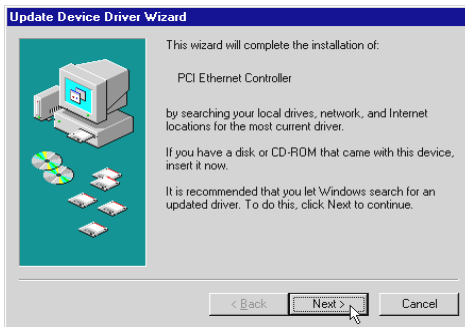 Update Device Driver Wizard
This wizard will complete the installation of:
PCI Ethernet Controller
by searching your local drives, network, and Internet
locations for the most current driver.
If you have a disk or CD-ROM that came with this device,
insert it now.
It is recommended that you let Windows search for an
updated driver. To do this, click Next to continue.
< Back
Next >
Cancel